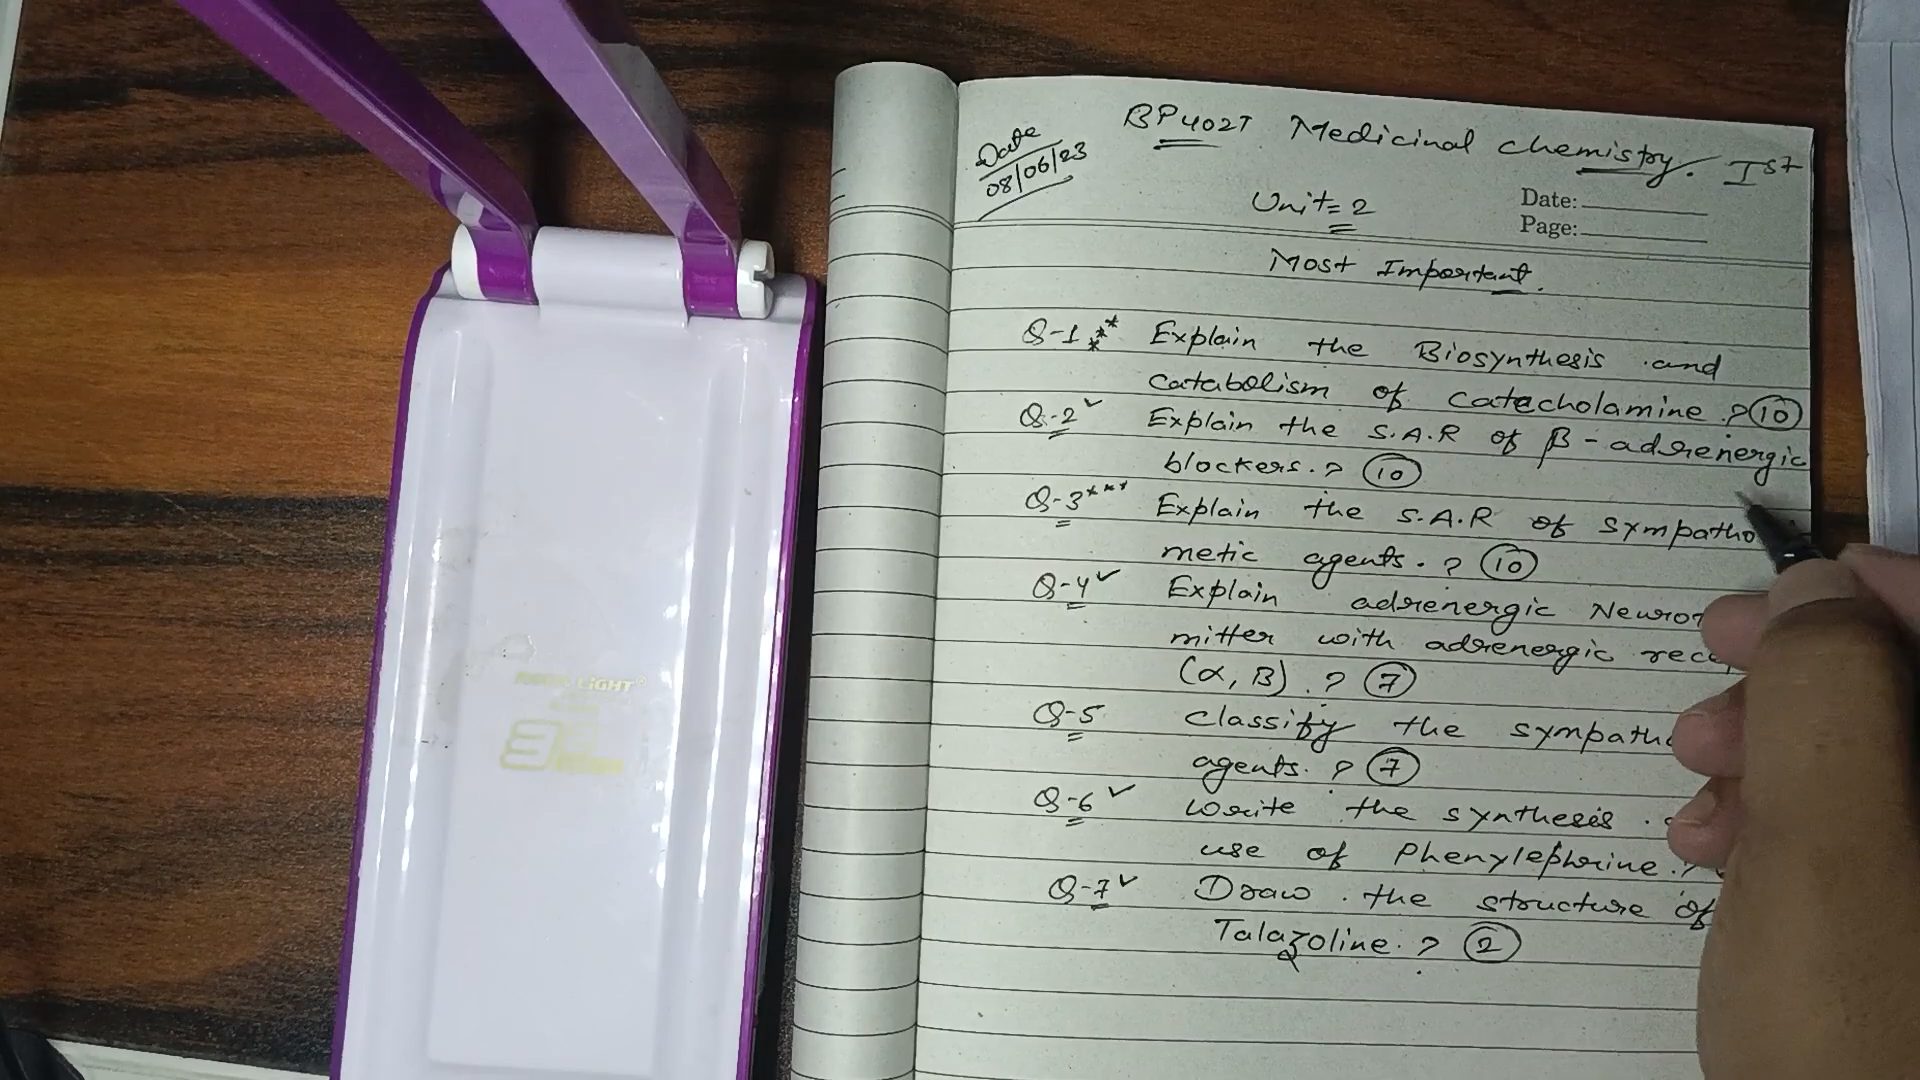 BP402T Medicinal chemistry. Ist
Date
08/06/23
Unit = 2
Date:
Page:
Most Important.
Q-1 *** Explain the Biosynthesis and
catabolism of catecholamine.? 10
Q-2 ✓ Explain the S.A.R of β-adrenergic
blockers.? 10
Q-3 *** Explain the S.A.R of sympatho
metic agents.? 10
Q-4 ✓ Explain adrenergic Neurot
mitter with adrenergic rece
(α, β).? 7
Q-5 classify the sympath
agents.? 7
Q-6 ✓ Write the synthesis
use of Phenylephrine.?
Q-7 ✓ Draw the structure of
Talazoline.? 2
LIGHT